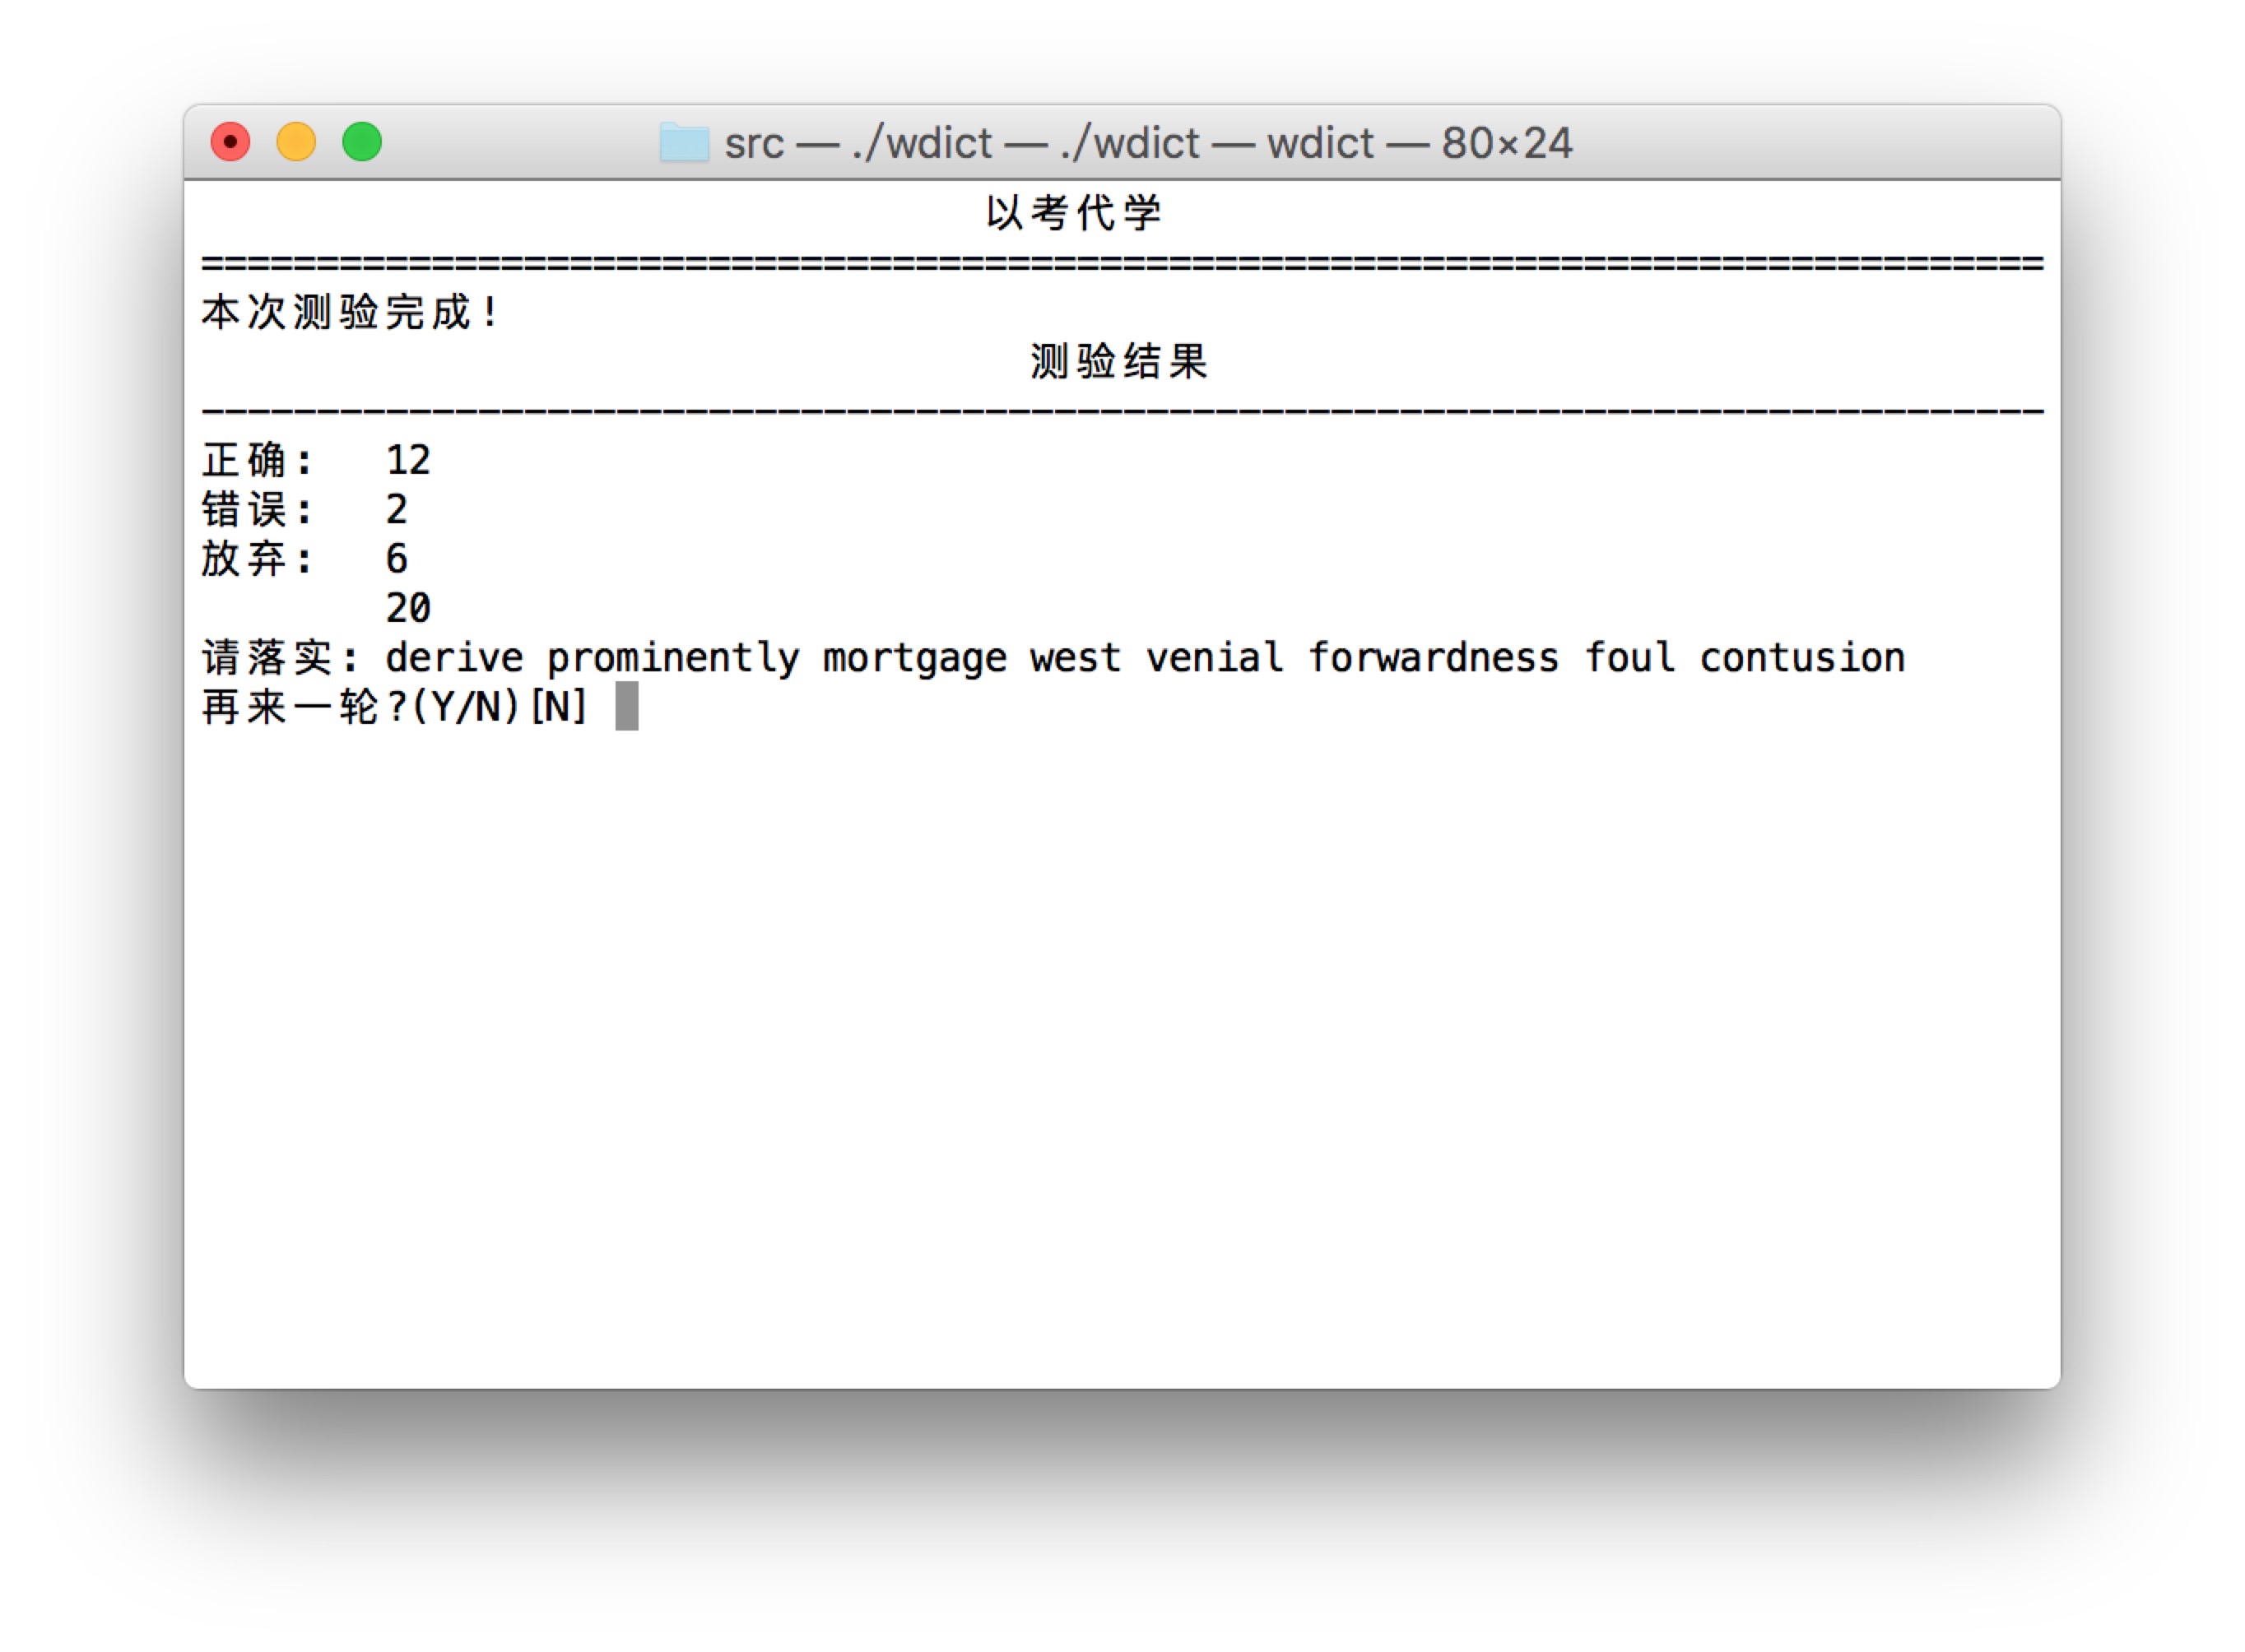 src — ./wdict — ./wdict — wdict — 80×24
以考代学
================================================================================
本次测验完成!
测验结果
--------------------------------------------------------------------------------
正确: 12
错误: 2
放弃: 6
20
请落实: derive prominently mortgage west venial forwardness foul contusion
再来一轮?(Y/N)[N]